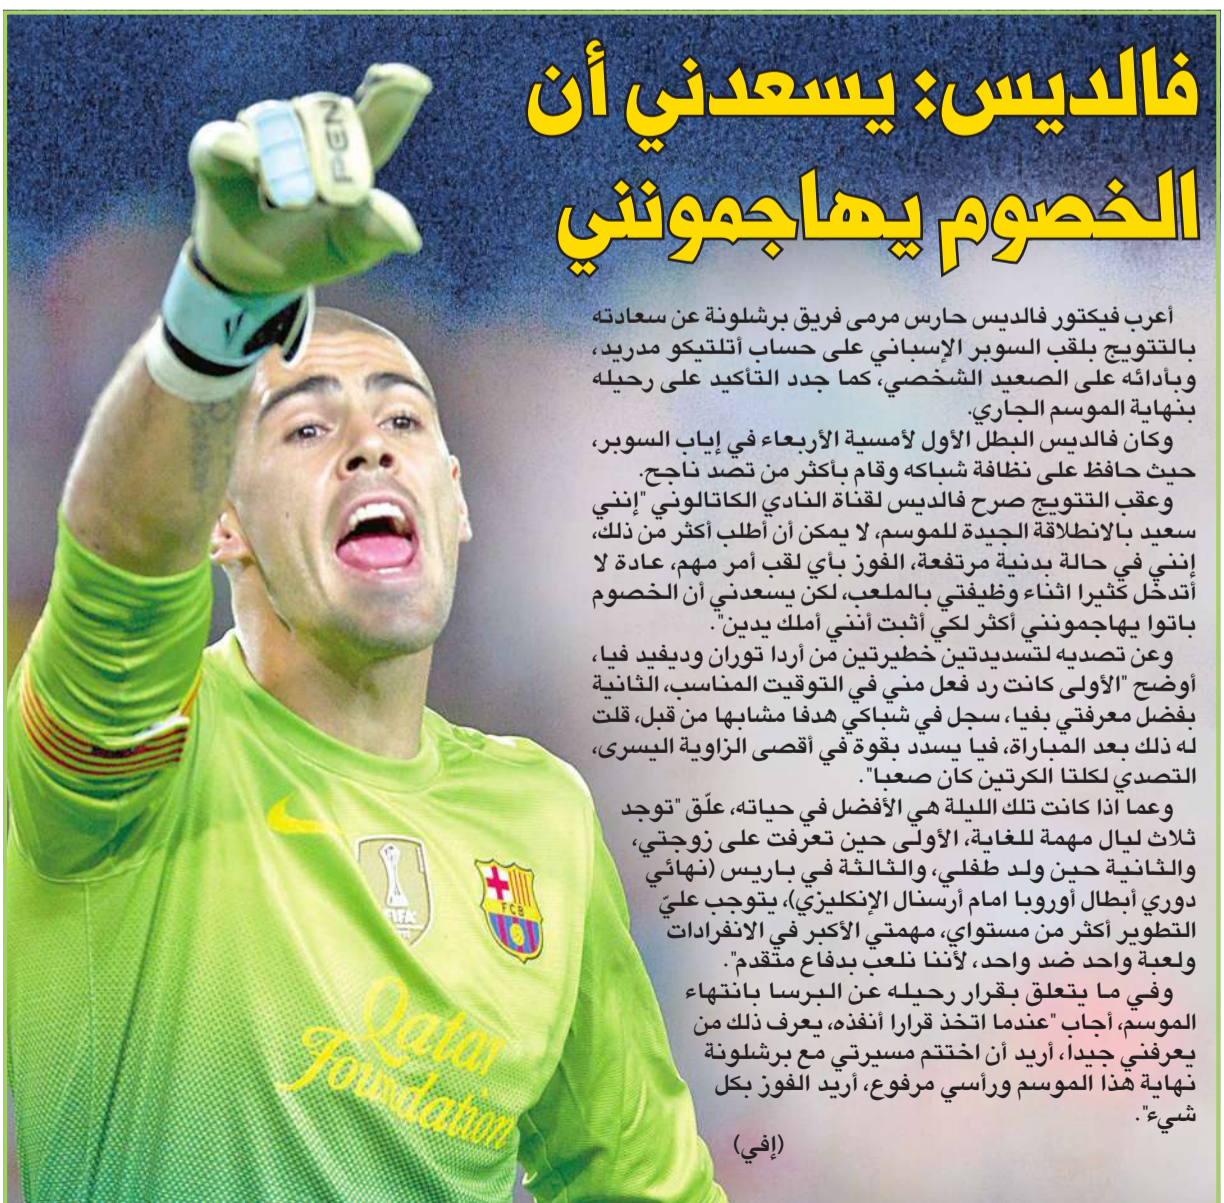 فالديس: يسعدني أن
الخصوم يهاجمونني
أعرب فيكتور فالديس حارس مرمى فريق برشلونة عن سعادته
بالتتويج بلقب السوبر الإسباني على حساب أتلتيكو مدريد،
وبأدائه على الصعيد الشخصي، كما جدد التأكيد على رحيله
بنهاية الموسم الجاري.
وكان فالديس البطل الأول لأمسية الأربعاء في إياب السوبر،
حيث حافظ على نظافة شباكه وقام بأكثر من تصد ناجح.
وعقب التتويج صرح فالديس لقناة النادي الكاتالوني "إنني
سعيد بالانطلاقة الجيدة للموسم، لا يمكن أن أطلب أكثر من ذلك،
إنني في حالة بدنية مرتفعة، الفوز بأي لقب أمر مهم، عادة لا
أتدخل كثيرا اثناء وظيفتي بالملعب، لكن يسعدني أن الخصوم
باتوا يهاجمونني أكثر لكي أثبت أنني أملك يدين".
وعن تصديه لتسديدتين خطيرتين من أردا توران وديفيد فيا،
أوضح "الأولى كانت رد فعل مني في التوقيت المناسب، الثانية
بفضل معرفتي بفيا، سجل في شباكي هدفا مشابها من قبل، قلت
له ذلك بعد المباراة، فيا يسدد بقوة في أقصى الزاوية اليسرى،
التصدي لكلتا الكرتين كان صعبا".
وعما اذا كانت تلك الليلة هي الأفضل في حياته، علّق "توجد
ثلاث ليال مهمة للغاية، الأولى حين تعرفت على زوجتي،
والثانية حين ولد طفلي، والثالثة في باريس (نهائي
دوري أبطال أوروبا امام أرسنال الإنكليزي)، يتوجب عليّ
التطوير أكثر من مستواي، مهمتي الأكبر في الانفرادات
ولعبة واحد ضد واحد، لأننا نلعب بدفاع متقدم".
وفي ما يتعلق بقرار رحيله عن البرسا بانتهاء
الموسم، أجاب "عندما اتخذ قرارا أنفذه، يعرف ذلك من
يعرفني جيدا، أريد أن اختتم مسيرتي مع برشلونة
نهاية هذا الموسم ورأسي مرفوع، أريد الفوز بكل
شيء".
(إفي)
PGN
FIFA
FCB
Qatar
Foundation